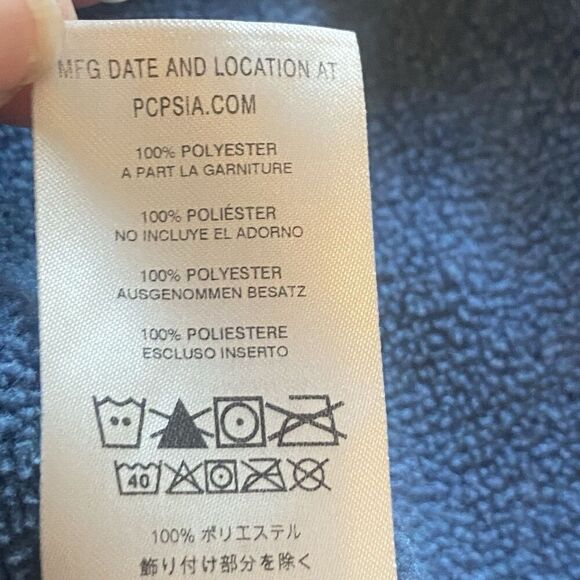 MFG DATE AND LOCATION AT
PCPSIA.COM
100% POLYESTER
A PART LA GARNITURE
100% POLIÉSTER
NO INCLUYE EL ADORNO
100% POLYESTER
AUSGENOMMEN BESATZ
100% POLIESTERE
ESCLUSO INSERTO
40
100% ポリエステル
飾り付け部分を除く